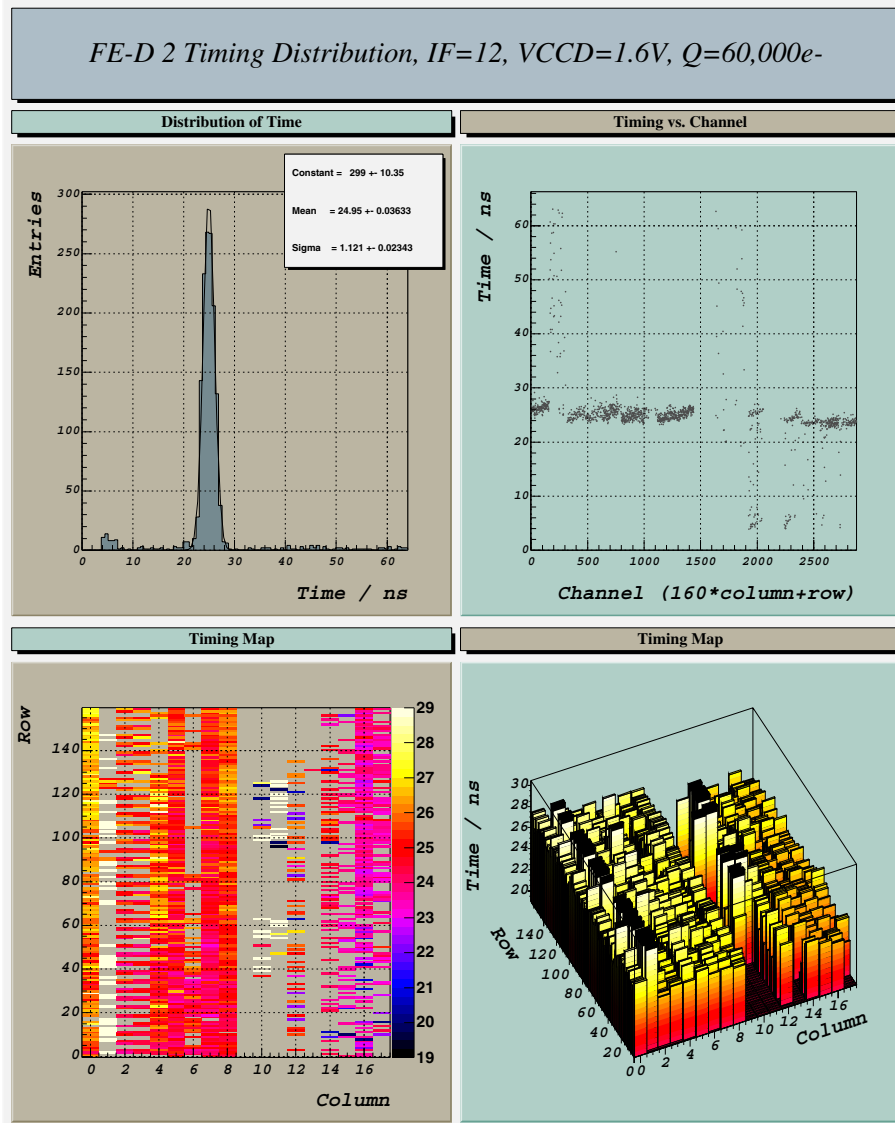 FE-D 2 Timing Distribution, IF=12, VCCD=1.6V, Q=60,000e-
Distribution of Time
Constant = 299 +- 10.35
Mean = 24.95 +- 0.03633
Sigma = 1.121 +- 0.02343
Entries
300
250
200
150
100
50
0
0 10 20 30 40 50 60
Time / ns
Timing vs. Channel
Time / ns
60
50
40
30
20
10
0
0 500 1000 1500 2000 2500
Channel (160*column+row)
Timing Map
Row
140
120
100
80
60
40
20
0
0 2 4 6 8 10 12 14 16
Column
29
28
27
26
25
24
23
22
21
20
19
Timing Map
Time / ns
30
28
26
24
22
20
Row
140
120
100
80
60
40
20
0
0 2 4 6 8 10 12 14 16
Column